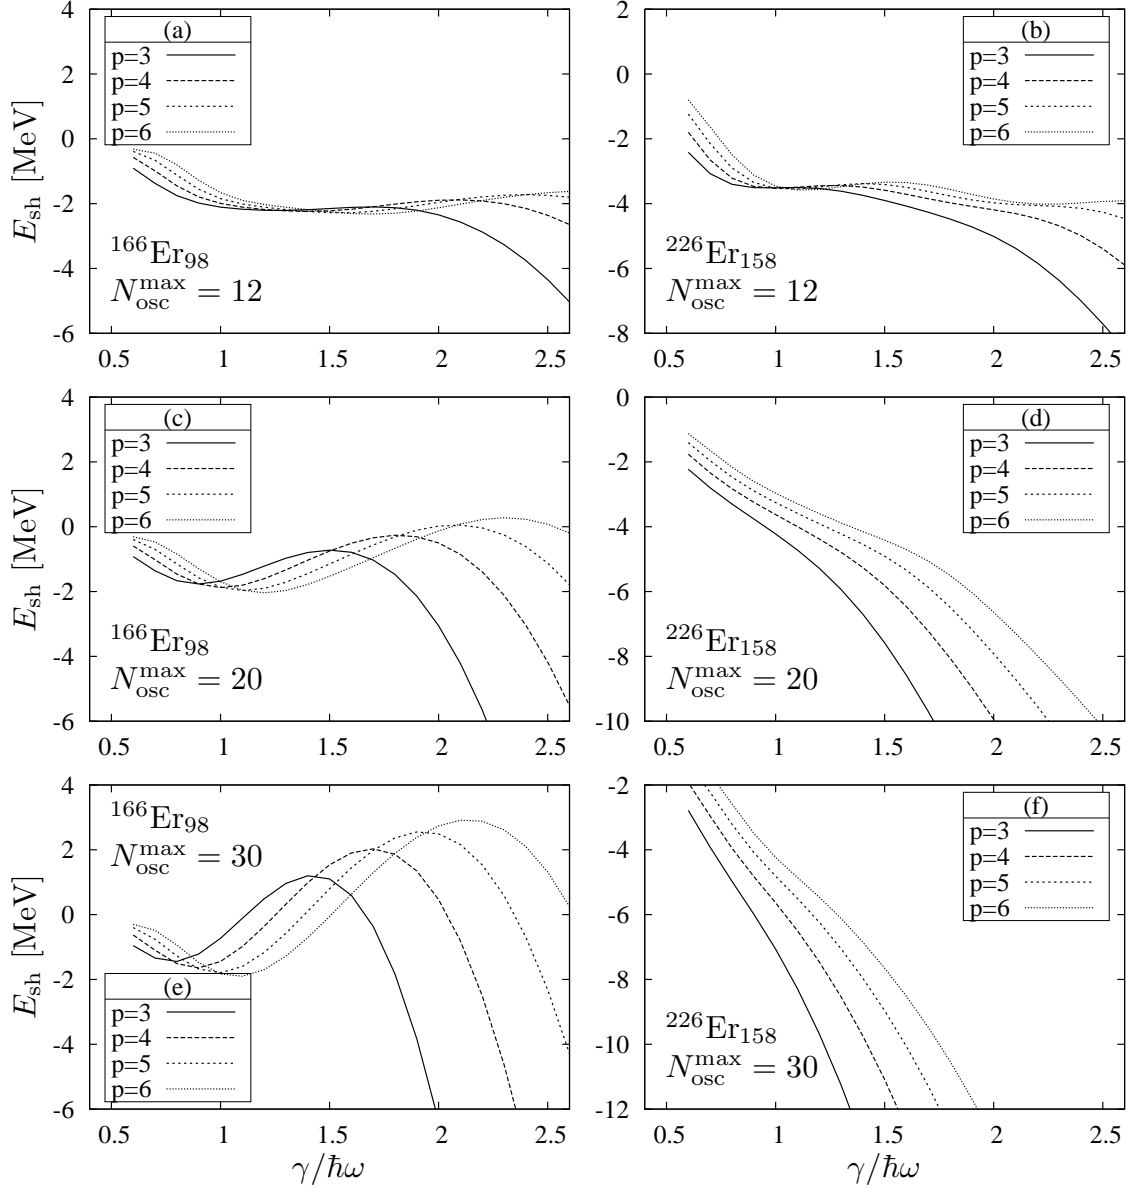 (a)
p=3
p=4
p=5
p=6
4
2
0
-2
-4
-6
E_sh [MeV]
^166Er_98
N_osc^max = 12
0.5 1 1.5 2 2.5
(b)
p=3
p=4
p=5
p=6
2
0
-2
-4
-6
-8
^226Er_158
N_osc^max = 12
0.5 1 1.5 2 2.5
(c)
p=3
p=4
p=5
p=6
4
2
0
-2
-4
-6
E_sh [MeV]
^166Er_98
N_osc^max = 20
0.5 1 1.5 2 2.5
(d)
p=3
p=4
p=5
p=6
0
-2
-4
-6
-8
-10
^226Er_158
N_osc^max = 20
0.5 1 1.5 2 2.5
^166Er_98
N_osc^max = 30
4
2
0
-2
-4
-6
E_sh [MeV]
(e)
p=3
p=4
p=5
p=6
0.5 1 1.5 2 2.5
γ/ħω
(f)
p=3
p=4
p=5
p=6
-2
-4
-6
-8
-10
-12
^226Er_158
N_osc^max = 30
0.5 1 1.5 2 2.5
γ/ħω